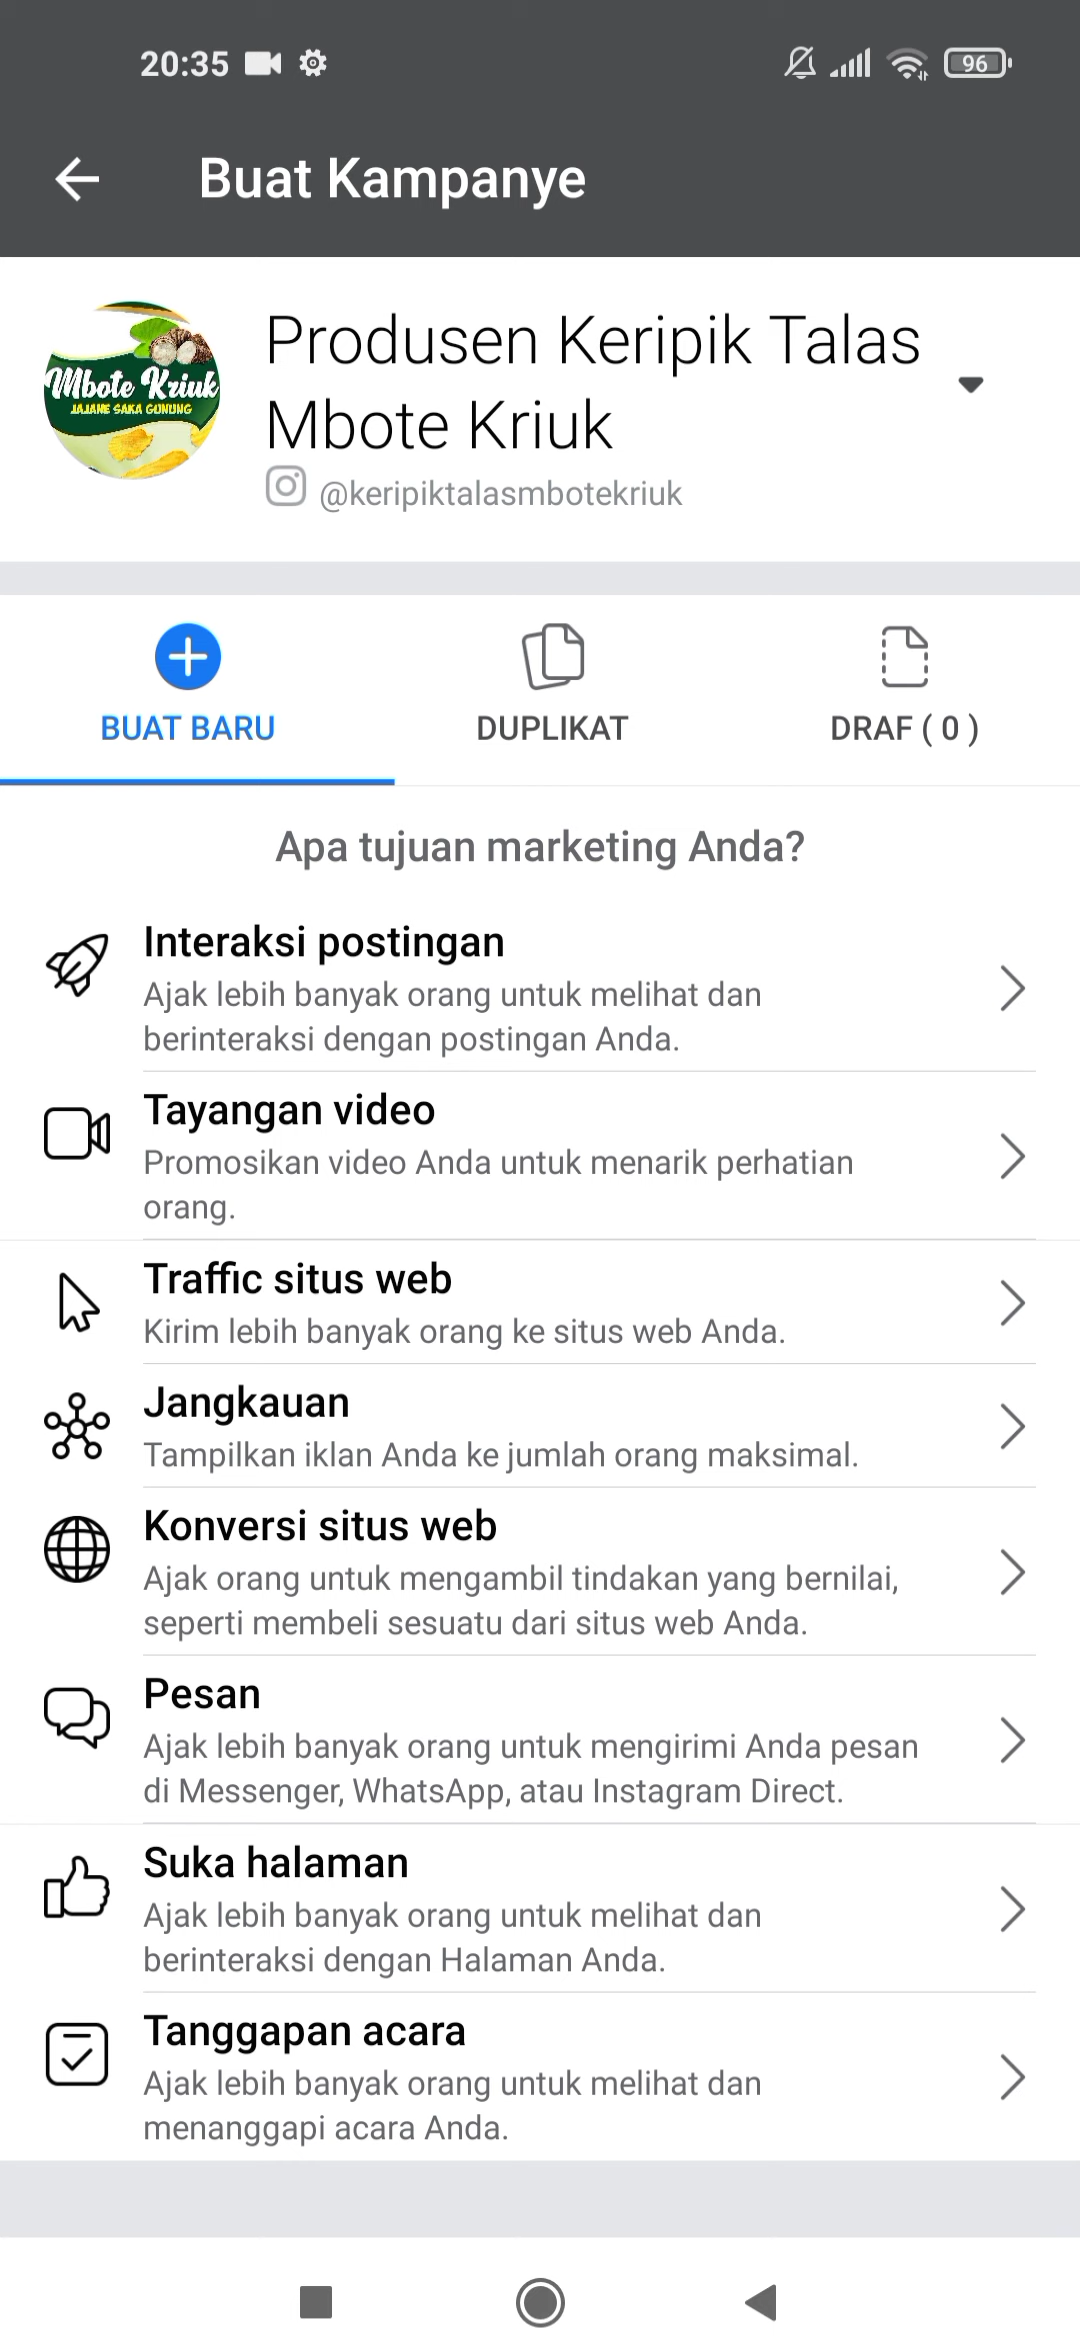 20:35
96
Buat Kampanye
Mbote Kriuk
JAJANE SAKA GUNUNG
Produsen Keripik Talas
Mbote Kriuk
@keripiktalasmbotekriuk
BUAT BARU
DUPLIKAT
DRAF ( 0 )
Apa tujuan marketing Anda?
Interaksi postingan
Ajak lebih banyak orang untuk melihat dan
berinteraksi dengan postingan Anda.
Tayangan video
Promosikan video Anda untuk menarik perhatian
orang.
Traffic situs web
Kirim lebih banyak orang ke situs web Anda.
Jangkauan
Tampilkan iklan Anda ke jumlah orang maksimal.
Konversi situs web
Ajak orang untuk mengambil tindakan yang bernilai,
seperti membeli sesuatu dari situs web Anda.
Pesan
Ajak lebih banyak orang untuk mengirimi Anda pesan
di Messenger, WhatsApp, atau Instagram Direct.
Suka halaman
Ajak lebih banyak orang untuk melihat dan
berinteraksi dengan Halaman Anda.
Tanggapan acara
Ajak lebih banyak orang untuk melihat dan
menanggapi acara Anda.